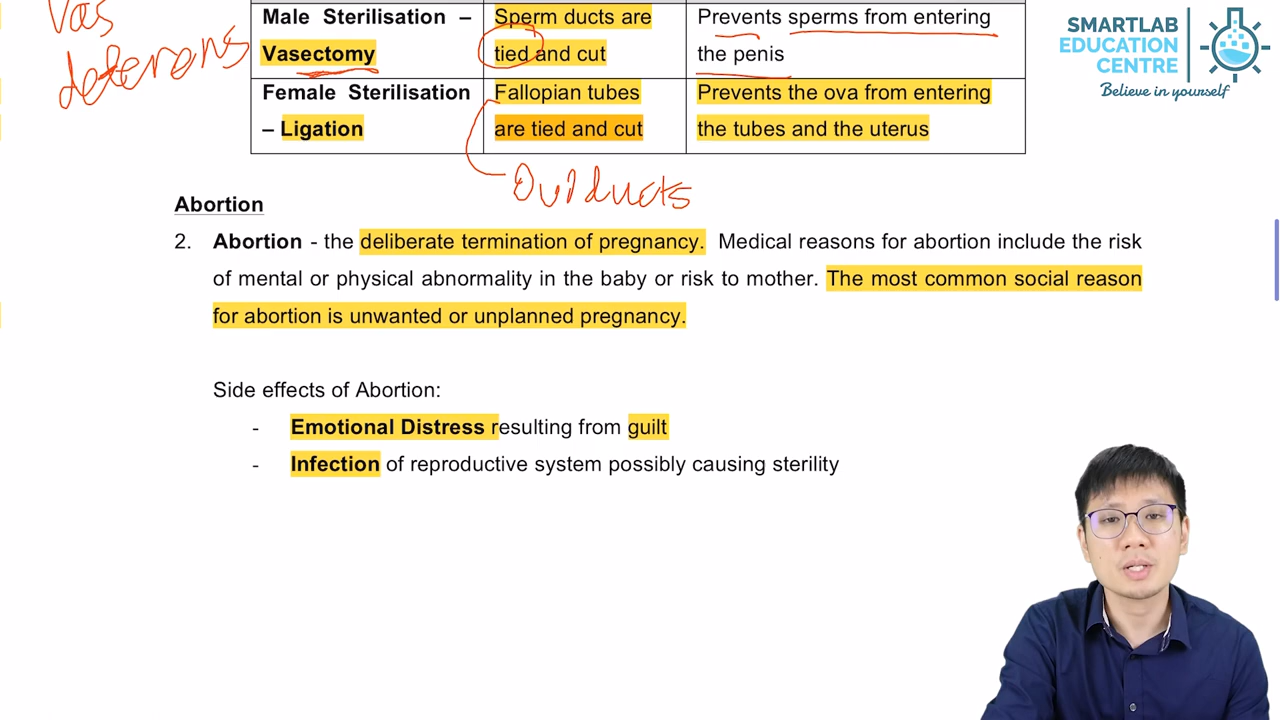 Vas
deferens
Male Sterilisation –
Vasectomy
Sperm ducts are
tied and cut
Prevents sperms from entering
the penis
Female Sterilisation
– Ligation
Fallopian tubes
are tied and cut
Prevents the ova from entering
the tubes and the uterus
Oviducts
SMARTLAB
EDUCATION
CENTRE
Believe in yourself
Abortion
2. Abortion - the deliberate termination of pregnancy. Medical reasons for abortion include the risk
of mental or physical abnormality in the baby or risk to mother. The most common social reason
for abortion is unwanted or unplanned pregnancy.
Side effects of Abortion:
- Emotional Distress resulting from guilt
- Infection of reproductive system possibly causing sterility